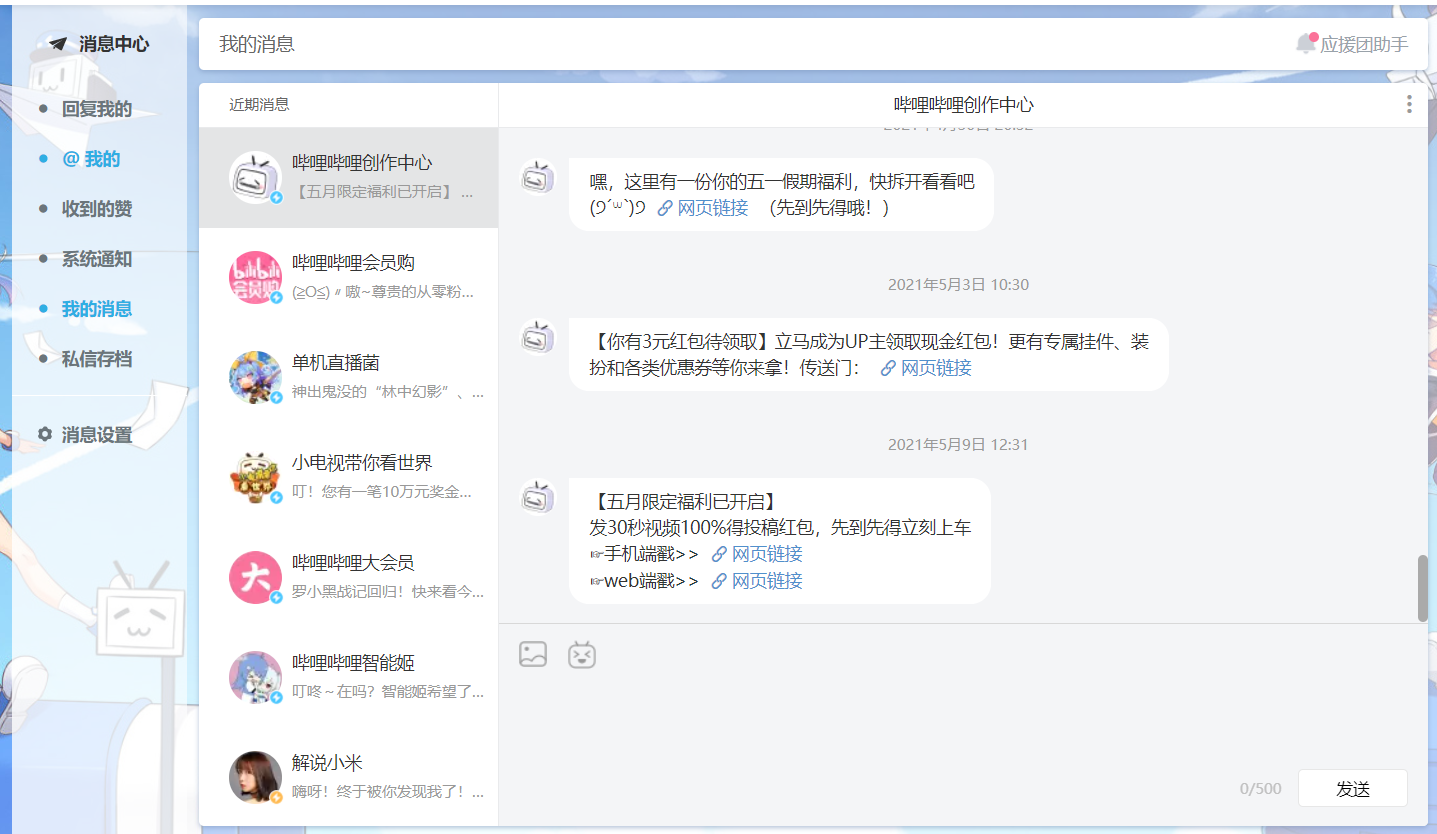 消息中心
回复我的
@ 我的
收到的赞
系统通知
我的消息
私信存档
消息设置
我的消息
应援团助手
近期消息
哔哩哔哩创作中心
【五月限定福利已开启】 ...
哔哩哔哩会员购
(≥O≤)〃嗷~尊贵的从零粉...
bilibili
会员购
单机直播菌
神出鬼没的“林中幻影”、...
小电视带你看世界
叮！您有一笔10万元奖金...
大
哔哩哔哩大会员
罗小黑战记回归！快来看今...
哔哩哔哩智能姬
叮咚～在吗？智能姬希望了...
解说小米
嗨呀！终于被你发现我了！...
哔哩哔哩创作中心
嘿，这里有一份你的五一假期福利，快拆开看看吧
(੭ˊ꒳​ˋ)੭ 网页链接 （先到先得哦！）
2021年5月3日 10:30
【你有3元红包待领取】立马成为UP主领取现金红包！更有专属挂件、装
扮和各类优惠券等你来拿！传送门： 网页链接
2021年5月9日 12:31
【五月限定福利已开启】
发30秒视频100%得投稿红包，先到先得立刻上车
☞手机端戳>> 网页链接
☞web端戳>> 网页链接
0/500
发送